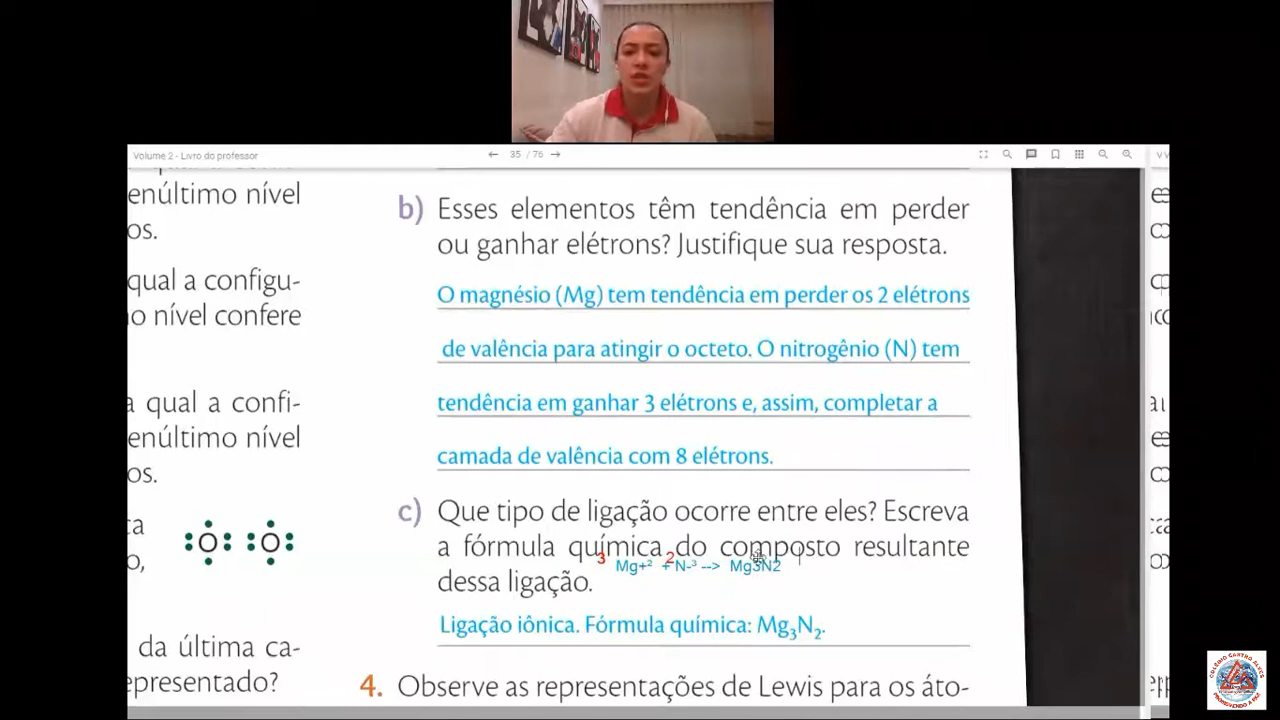 Volume 2 - Livro do professor
35 / 76
enúltimo nível
os.
qual a configu-
o nível confere
a qual a confi-
enúltimo nível
os.
ca
o,
O O
da última ca-
epresentado?
b) Esses elementos têm tendência em perder
ou ganhar elétrons? Justifique sua resposta.
O magnésio (Mg) tem tendência em perder os 2 elétrons
de valência para atingir o octeto. O nitrogênio (N) tem
tendência em ganhar 3 elétrons e, assim, completar a
camada de valência com 8 elétrons.
c) Que tipo de ligação ocorre entre eles? Escreva
a fórmula química do composto resultante
3 Mg+² + 2 N-³ --> Mg3N2
dessa ligação.
Ligação iônica. Fórmula química: Mg₃N₂.
4. Observe as representações de Lewis para os áto-
COLÉGIO CASTRO ALVES